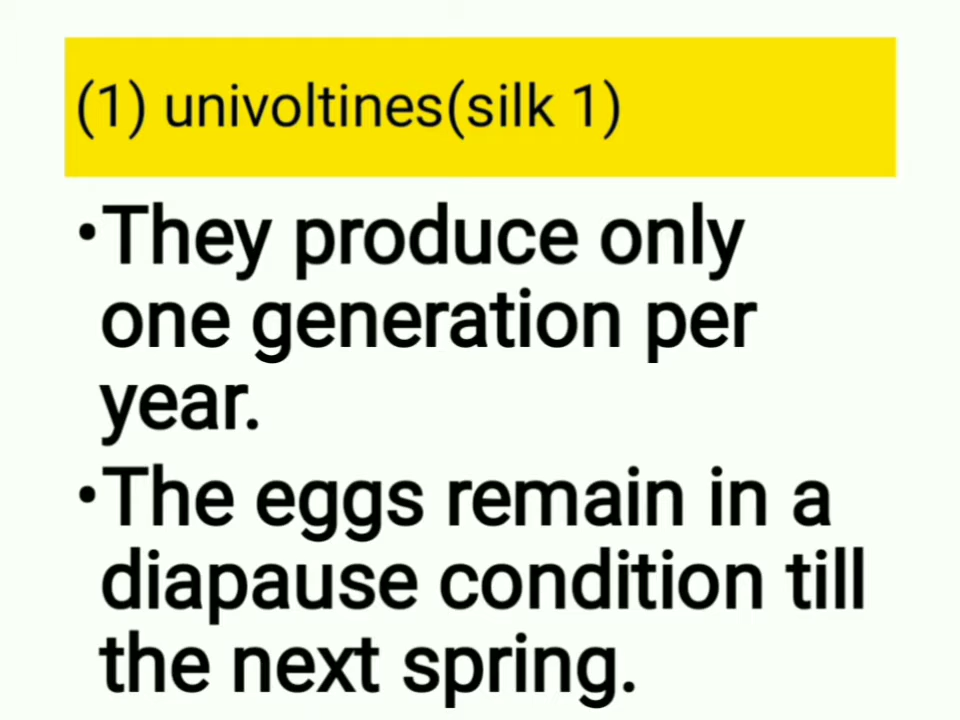 (1) univoltines(silk 1)
•They produce only
one generation per
year.
•The eggs remain in a
diapause condition till
the next spring.